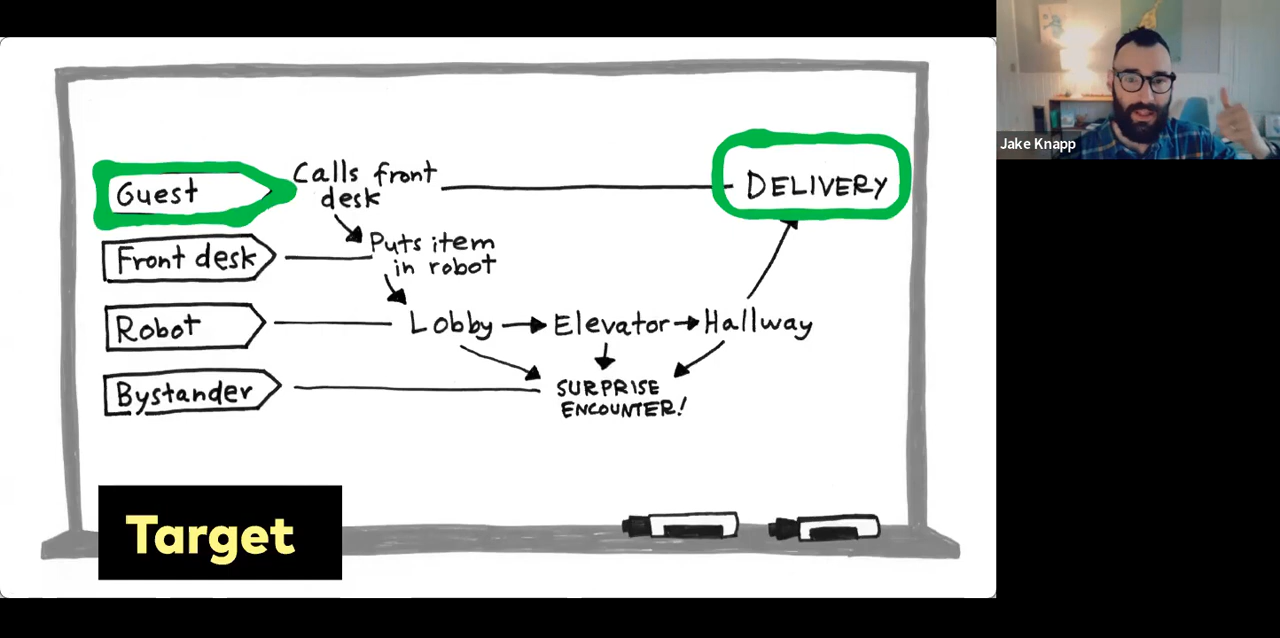 Jake Knapp
Guest
Calls front
desk
DELIVERY
Front desk
Puts item
in robot
Robot
Lobby
Elevator
Hallway
Bystander
SURPRISE
ENCOUNTER!
Target